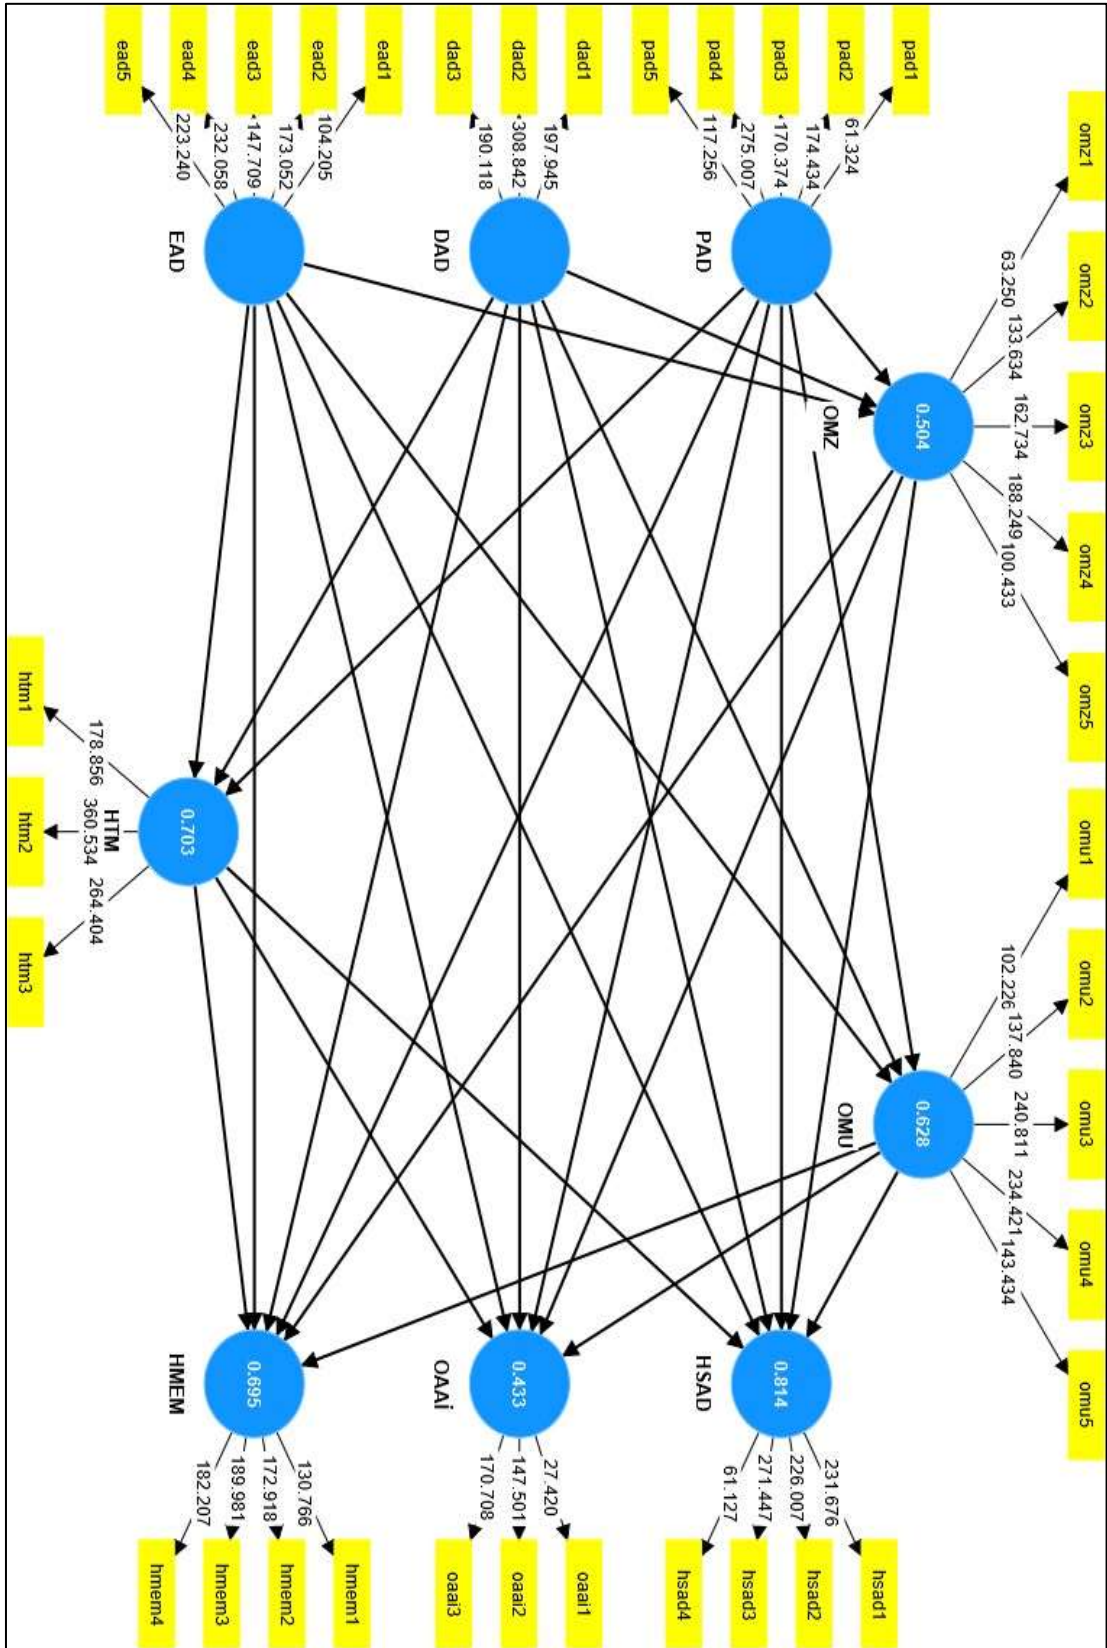 omz1 omz2 omz3 omz4 omz5 omu1 omu2 omu3 omu4 omu5
63.250 133.634 162.734 188.249 100.433 102.226 137.840 240.811 234.421 143.434
0.504 0.628
OMZ OMU
pad1 61.324 231.676 hsad1
pad2 174.434 226.007 hsad2
pad3 170.374 0.814 271.447 hsad3
pad4 275.007 61.127 hsad4
pad5 117.256
PAD HSAD
dad1 197.945 27.420 oaai1
dad2 308.842 0.433 147.501 oaai2
dad3 190.118 170.708 oaai3
DAD OAAİ
ead1 104.205 130.766 hmem1
ead2 173.052 172.918 hmem2
ead3 147.709 0.695 189.981 hmem3
ead4 232.058 182.207 hmem4
ead5 223.240
EAD HMEM
0.703
HTM
178.856 360.534 264.404
htm1 htm2 htm3